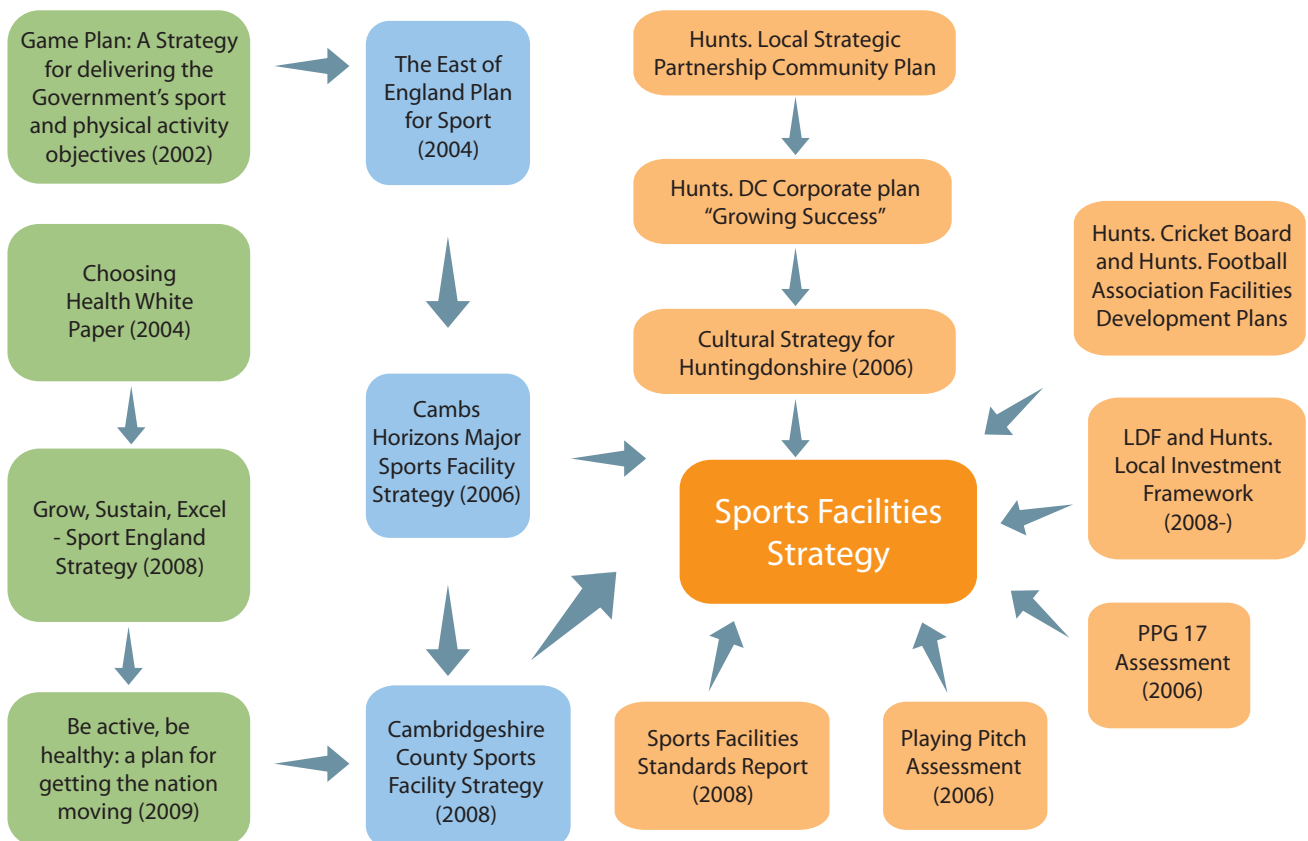 Game Plan: A Strategy
for delivering the
Government’s sport
and physical activity
objectives (2002)
The East of
England Plan
for Sport
(2004)
Hunts. Local Strategic
Partnership Community Plan
Hunts. DC Corporate plan
“Growing Success”
Choosing
Health White
Paper (2004)
Hunts. Cricket Board
and Hunts. Football
Association Facilities
Development Plans
Cultural Strategy for
Huntingdonshire (2006)
Cambs
Horizons Major
Sports Facility
Strategy (2006)
LDF and Hunts.
Local Investment
Framework
(2008-)
Grow, Sustain, Excel
- Sport England
Strategy (2008)
Sports Facilities
Strategy
PPG 17
Assessment
(2006)
Be active, be
healthy: a plan for
getting the nation
moving (2009)
Cambridgeshire
County Sports
Facility Strategy
(2008)
Sports Facilities
Standards Report
(2008)
Playing Pitch
Assessment
(2006)